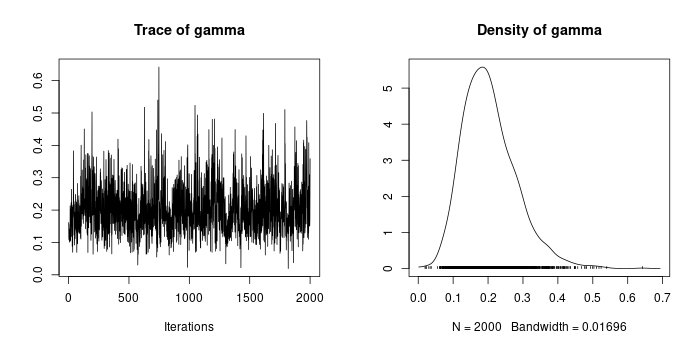 Trace of gamma
0.6
0.5
0.4
0.3
0.2
0.1
0.0
0 500 1000 1500 2000
Iterations
Density of gamma
5
4
3
2
1
0
0.0 0.1 0.2 0.3 0.4 0.5 0.6 0.7
N = 2000 Bandwidth = 0.01696